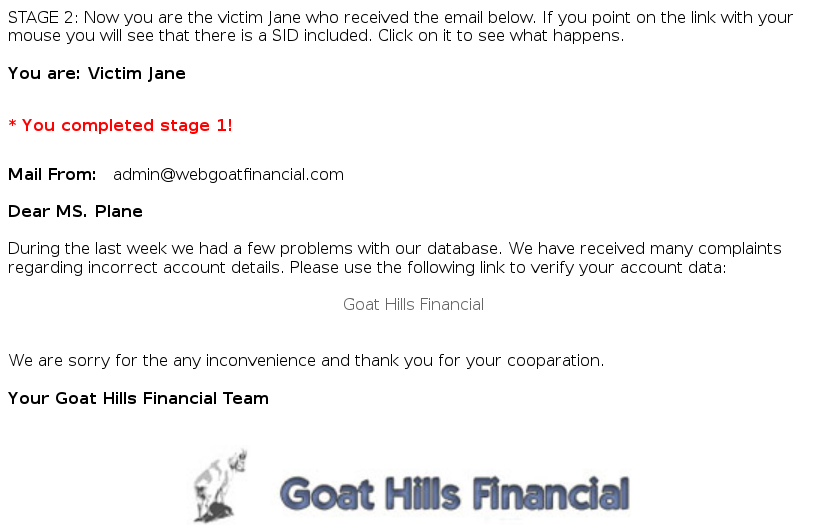 STAGE 2: Now you are the victim Jane who received the email below. If you point on the link with your
mouse you will see that there is a SID included. Click on it to see what happens.
You are: Victim Jane
* You completed stage 1!
Mail From: admin@webgoatfinancial.com
Dear MS. Plane
During the last week we had a few problems with our database. We have received many complaints
regarding incorrect account details. Please use the following link to verify your account data:
Goat Hills Financial
We are sorry for the any inconvenience and thank you for your cooparation.
Your Goat Hills Financial Team
Goat Hills Financial